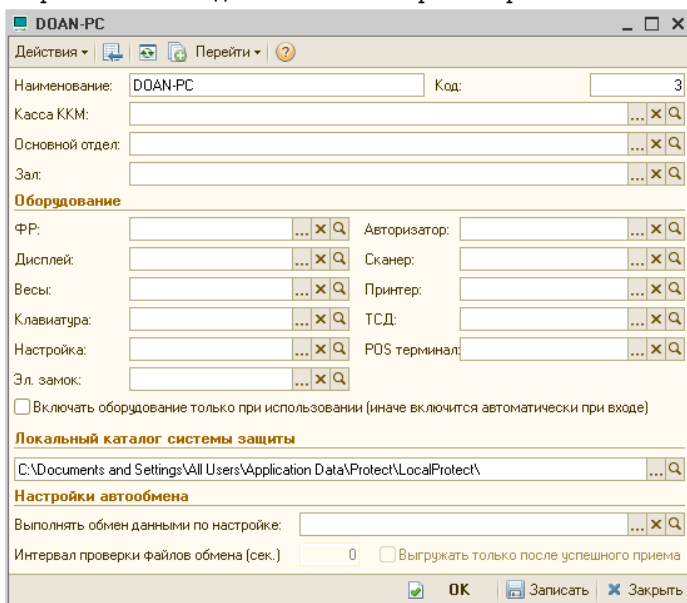 DOAN-PC
Действия Перейти
Наименование: DOAN-PC Код: 3
Касса ККМ:
Основной отдел:
Зал:
Оборудование
ФР: Авторизатор:
Дисплей: Сканер:
Весы: Принтер:
Клавиатура: ТСД:
Настройка: POS терминал:
Эл. замок:
Включать оборудование только при использовании (иначе включится автоматически при входе)
Локальный каталог системы защиты
C:\Documents and Settings\All Users\Application Data\Protect\LocalProtect\
Настройки автообмена
Выполнять обмен данными по настройке:
Интервал проверки файлов обмена (сек.) 0 Выгружать только после успешного приема
OK Записать Закрыть